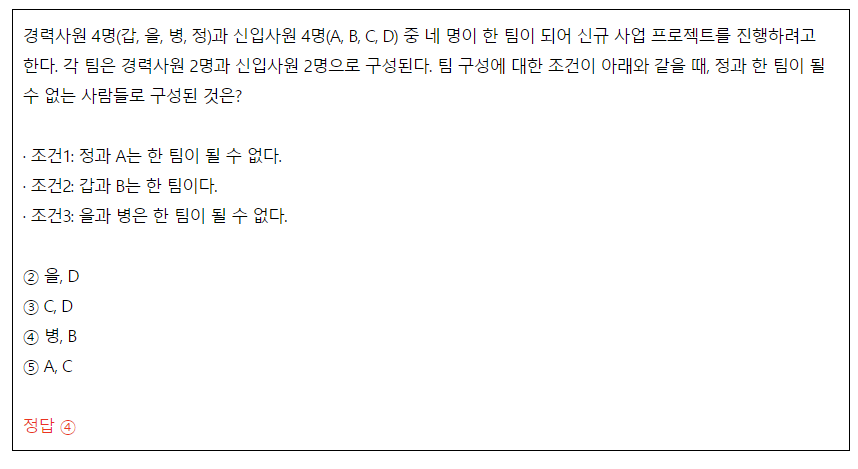 경력사원 4명(갑, 을, 병, 정)과 신입사원 4명(A, B, C, D) 중 네 명이 한 팀이 되어 신규 사업 프로젝트를 진행하려고
한다. 각 팀은 경력사원 2명과 신입사원 2명으로 구성된다. 팀 구성에 대한 조건이 아래와 같을 때, 정과 한 팀이 될
수 없는 사람들로 구성된 것은?
· 조건1: 정과 A는 한 팀이 될 수 없다.
· 조건2: 갑과 B는 한 팀이다.
· 조건3: 을과 병은 한 팀이 될 수 없다.
② 을, D
③ C, D
④ 병, B
⑤ A, C
정답 ④